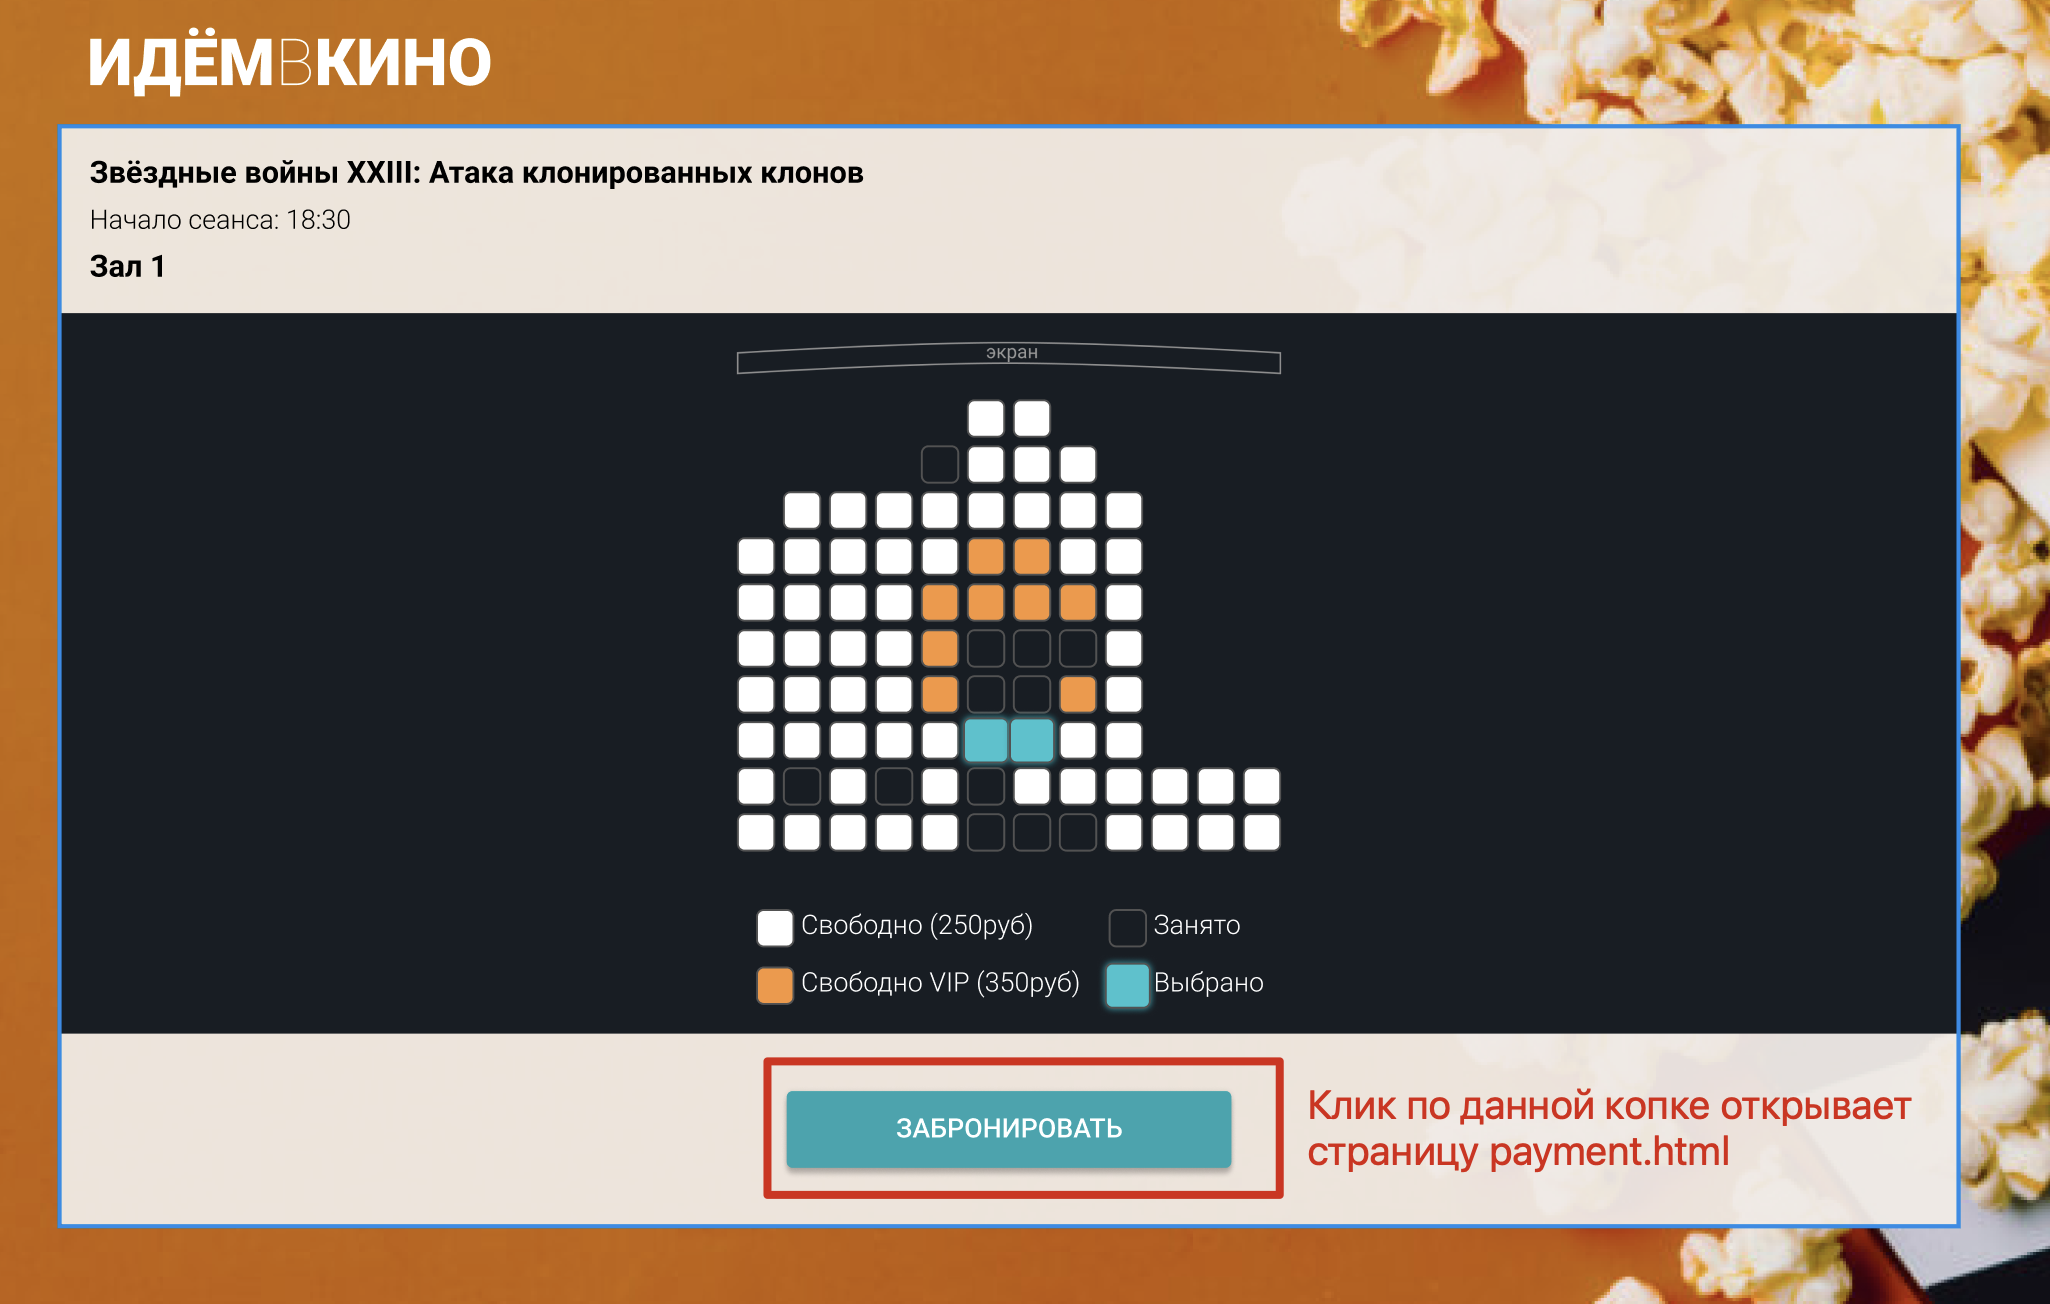 ИДЁМВКИНО
Звёздные войны XXIII: Атака клонированных клонов
Начало сеанса: 18:30
Зал 1
экран
Свободно (250руб)
Занято
Свободно VIP (350руб)
Выбрано
ЗАБРОНИРОВАТЬ
Клик по данной копке открывает
страницу payment.html